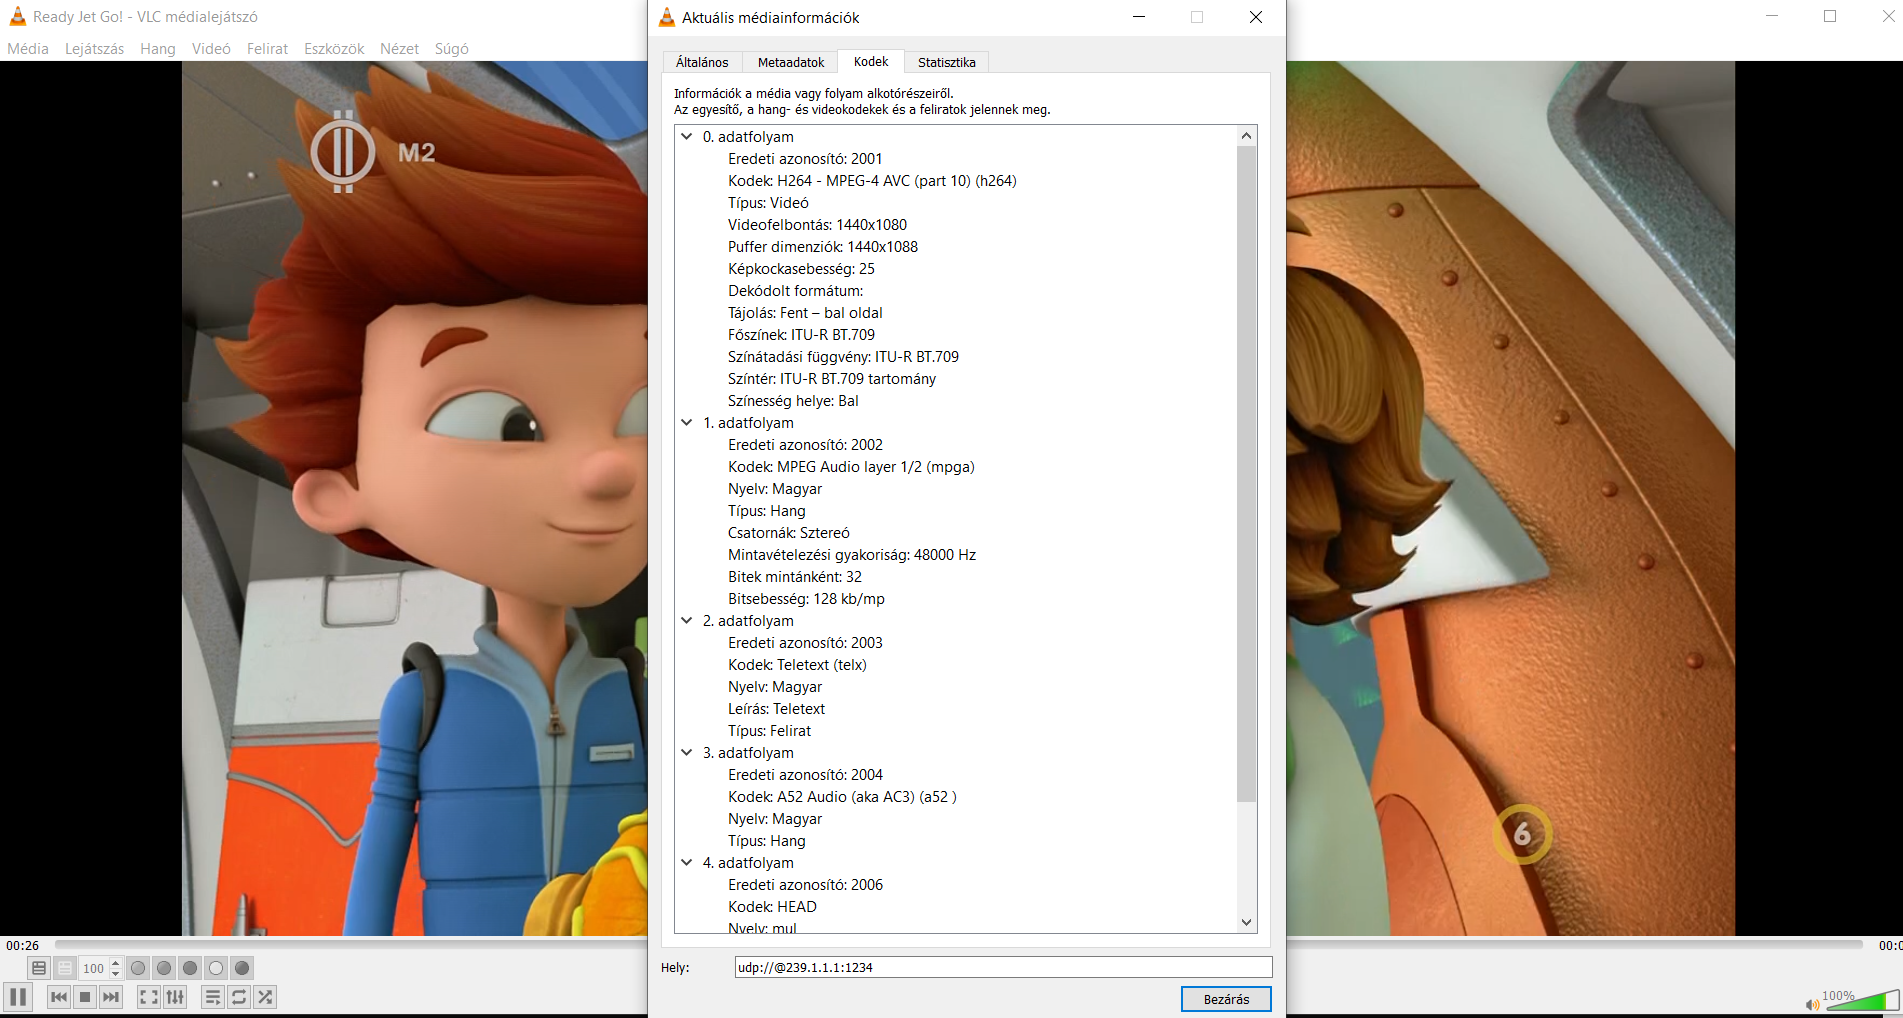 Ready Jet Go! - VLC médialejátszó
Média Lejátszás Hang Videó Felirat Eszközök Nézet Súgó
M2
Aktuális médiainformációk
Általános Metaadatok Kodek Statisztika
Információk a média vagy folyam alkotórészeiről.
Az egyesítő, a hang- és videokodekek és a feliratok jelennek meg.
0. adatfolyam
Eredeti azonosító: 2001
Kodek: H264 - MPEG-4 AVC (part 10) (h264)
Típus: Videó
Videofelbontás: 1440x1080
Puffer dimenziók: 1440x1088
Képkockasebesség: 25
Dekódolt formátum:
Tájolás: Fent – bal oldal
Főszínek: ITU-R BT.709
Színátadási függvény: ITU-R BT.709
Színtér: ITU-R BT.709 tartomány
Színesség helye: Bal
1. adatfolyam
Eredeti azonosító: 2002
Kodek: MPEG Audio layer 1/2 (mpga)
Nyelv: Magyar
Típus: Hang
Csatornák: Sztereó
Mintavételezési gyakoriság: 48000 Hz
Bitek mintánként: 32
Bitsebesség: 128 kb/mp
2. adatfolyam
Eredeti azonosító: 2003
Kodek: Teletext (telx)
Nyelv: Magyar
Leírás: Teletext
Típus: Felirat
3. adatfolyam
Eredeti azonosító: 2004
Kodek: A52 Audio (aka AC3) (a52 )
Nyelv: Magyar
Típus: Hang
4. adatfolyam
Eredeti azonosító: 2006
Kodek: HEAD
Nyelv: mul
Hely: udp://@239.1.1.1:1234
Bezárás
6
00:26
00:0
100
100%